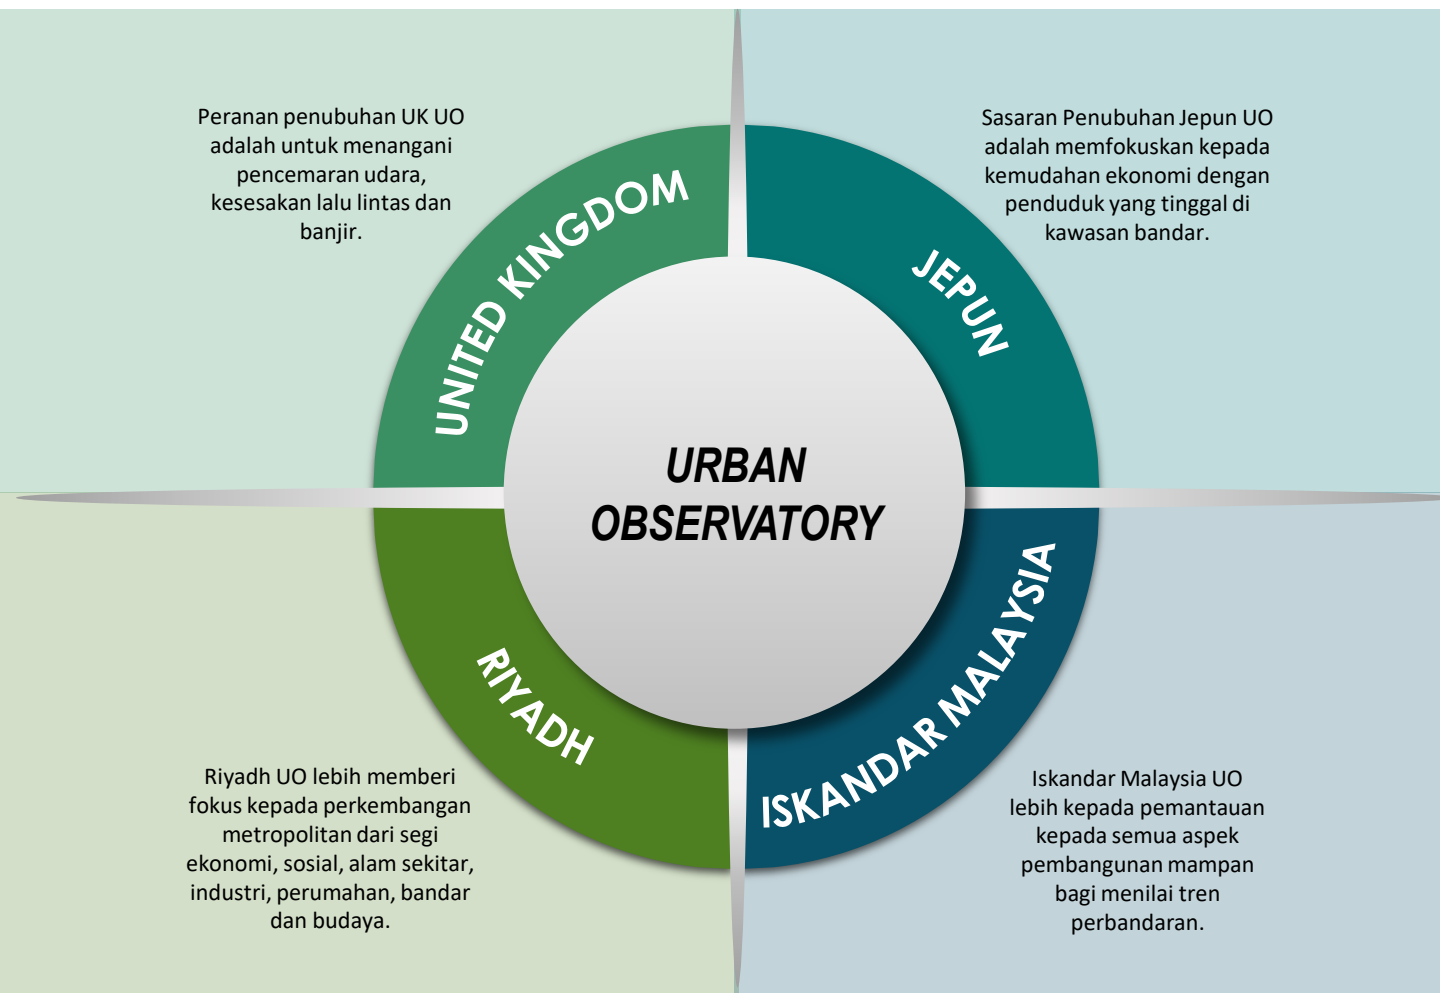 Peranan penubuhan UK UO
adalah untuk menangani
pencemaran udara,
kesesakan lalu lintas dan
banjir.
Sasaran Penubuhan Jepun UO
adalah memfokuskan kepada
kemudahan ekonomi dengan
penduduk yang tinggal di
kawasan bandar.
UNITED KINGDOM
JEPUN
URBAN
OBSERVATORY
RIYADH
ISKANDAR MALAYSIA
Riyadh UO lebih memberi
fokus kepada perkembangan
metropolitan dari segi
ekonomi, sosial, alam sekitar,
industri, perumahan, bandar
dan budaya.
Iskandar Malaysia UO
lebih kepada pemantauan
kepada semua aspek
pembangunan mampan
bagi menilai tren
perbandaran.